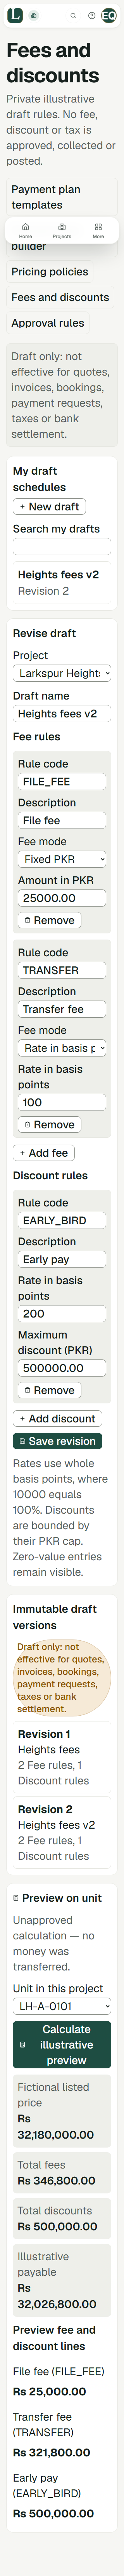 L
EQ
Fees and
discounts
Private illustrative
draft rules. No fee,
discount or tax is
approved, collected or
posted.
Payment plan
templates
Home
Projects
More
builder
Pricing policies
Fees and discounts
Approval rules
Draft only: not
effective for quotes,
invoices, bookings,
payment requests,
taxes or bank
settlement.
My draft
schedules
+ New draft
Search my drafts
Heights fees v2
Revision 2
Revise draft
Project
Larkspur Heights
Draft name
Heights fees v2
Fee rules
Rule code
FILE_FEE
Description
File fee
Fee mode
Fixed PKR
Amount in PKR
25000.00
Remove
Rule code
TRANSFER
Description
Transfer fee
Fee mode
Rate in basis p
Rate in basis
points
100
Remove
+ Add fee
Discount rules
Rule code
EARLY_BIRD
Description
Early pay
Rate in basis
points
200
Maximum
discount (PKR)
500000.00
Remove
+ Add discount
Save revision
Rates use whole
basis points, where
10000 equals
100%. Discounts
are bounded by
their PKR cap.
Zero-value entries
remain visible.
Immutable draft
versions
Draft only: not
effective for quotes,
invoices, bookings,
payment requests,
taxes or bank
settlement.
Revision 1
Heights fees
2 Fee rules, 1
Discount rules
Revision 2
Heights fees v2
2 Fee rules, 1
Discount rules
Preview on unit
Unapproved
calculation — no
money was
transferred.
Unit in this project
LH-A-0101
Calculate
illustrative
preview
Fictional listed
price
Rs
32,180,000.00
Total fees
Rs 346,800.00
Total discounts
Rs 500,000.00
Illustrative
payable
Rs
32,026,800.00
Preview fee and
discount lines
File fee (FILE_FEE)
Rs 25,000.00
Transfer fee
(TRANSFER)
Rs 321,800.00
Early pay
(EARLY_BIRD)
Rs 500,000.00